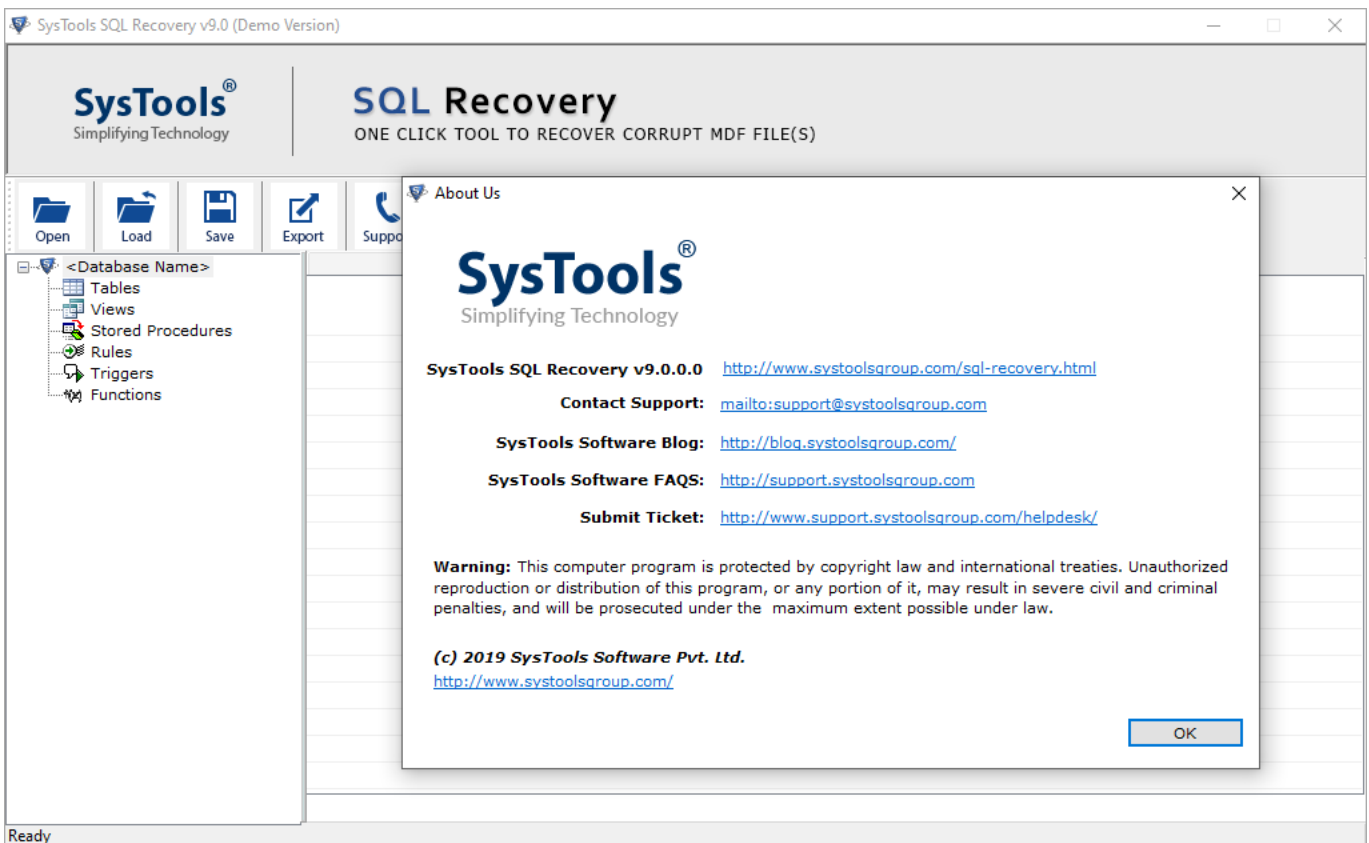 SysTools SQL Recovery v9.0 (Demo Version)
SysTools®
Simplifying Technology
SQL Recovery
ONE CLICK TOOL TO RECOVER CORRUPT MDF FILE(S)
Open
Load
Save
Export
Suppo
<Database Name>
Tables
Views
Stored Procedures
Rules
Triggers
f(x) Functions
About Us
SysTools®
Simplifying Technology
SysTools SQL Recovery v9.0.0.0 http://www.systoolsgroup.com/sql-recovery.html
Contact Support: mailto:support@systoolsgroup.com
SysTools Software Blog: http://blog.systoolsgroup.com/
SysTools Software FAQS: http://support.systoolsgroup.com
Submit Ticket: http://www.support.systoolsgroup.com/helpdesk/
Warning: This computer program is protected by copyright law and international treaties. Unauthorized
reproduction or distribution of this program, or any portion of it, may result in severe civil and criminal
penalties, and will be prosecuted under the maximum extent possible under law.
(c) 2019 SysTools Software Pvt. Ltd.
http://www.systoolsgroup.com/
OK
Ready